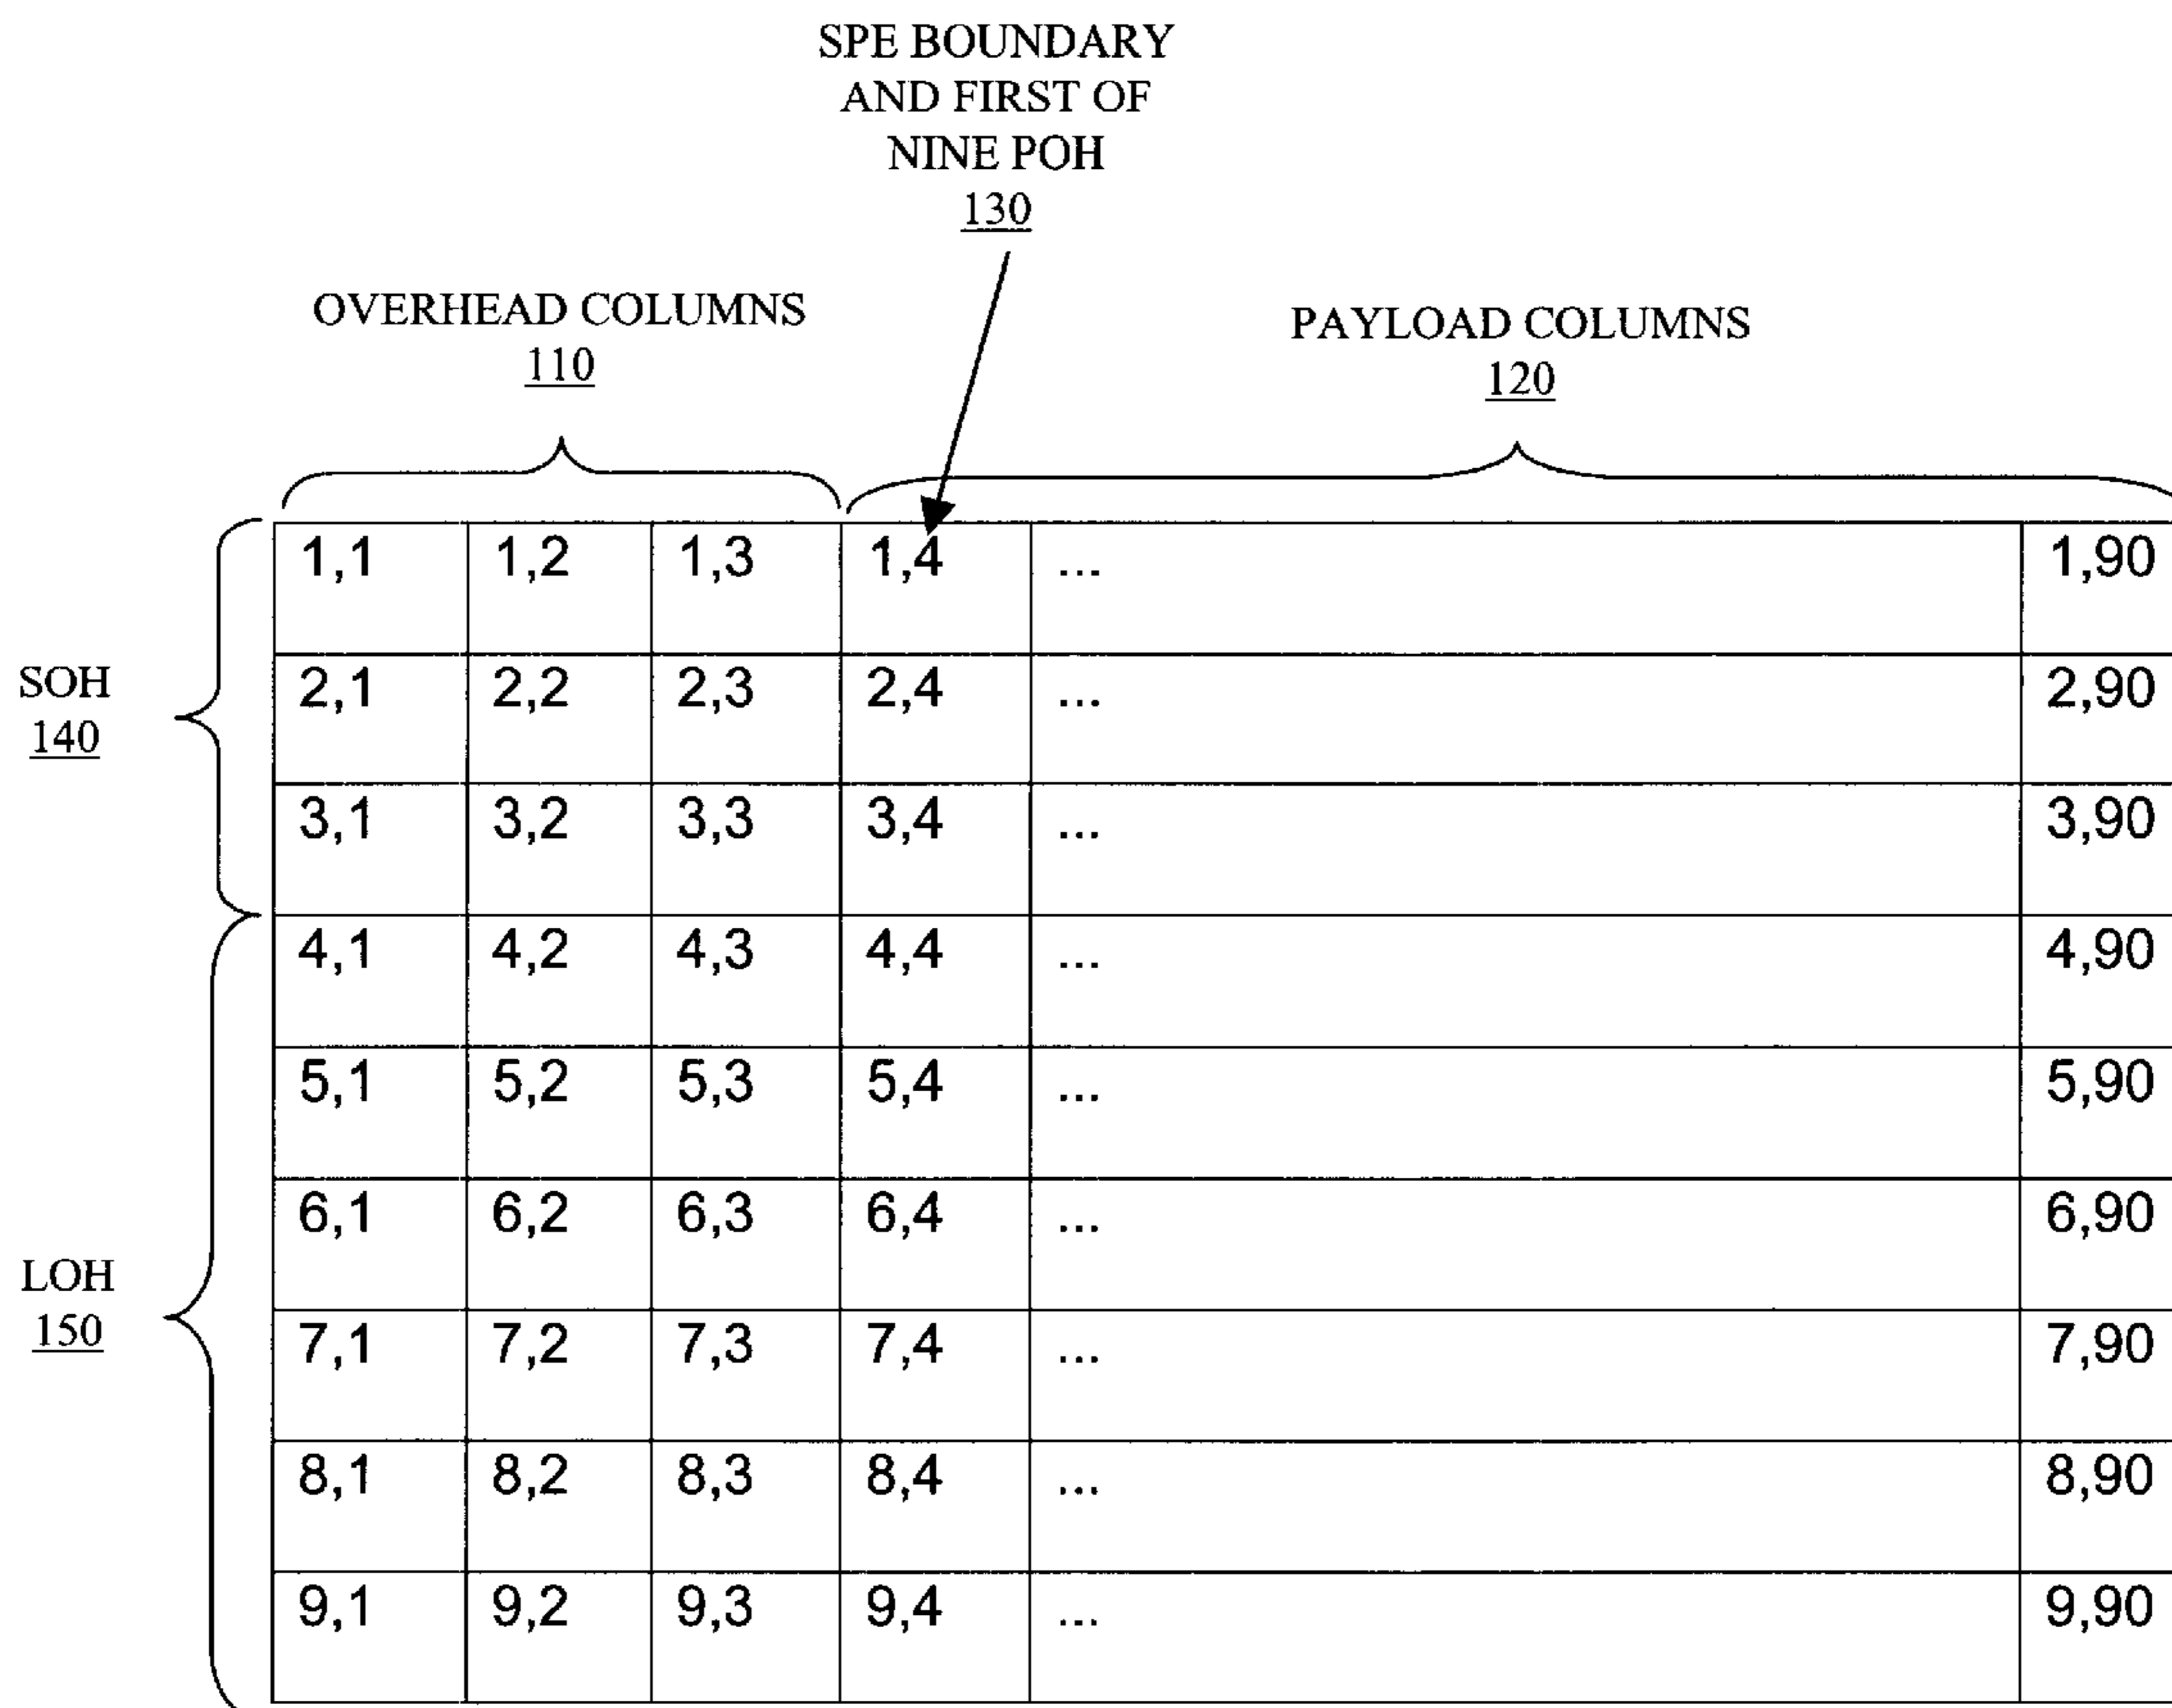 SPE BOUNDARY
AND FIRST OF
NINE POH
130
OVERHEAD COLUMNS
110
PAYLOAD COLUMNS
120
1,1 1,2 1,3 1,4 ... 1,90
SOH
140
2,1 2,2 2,3 2,4 ... 2,90
3,1 3,2 3,3 3,4 ... 3,90
4,1 4,2 4,3 4,4 ... 4,90
5,1 5,2 5,3 5,4 ... 5,90
6,1 6,2 6,3 6,4 ... 6,90
LOH
150
7,1 7,2 7,3 7,4 ... 7,90
8,1 8,2 8,3 8,4 ... 8,90
9,1 9,2 9,3 9,4 ... 9,90